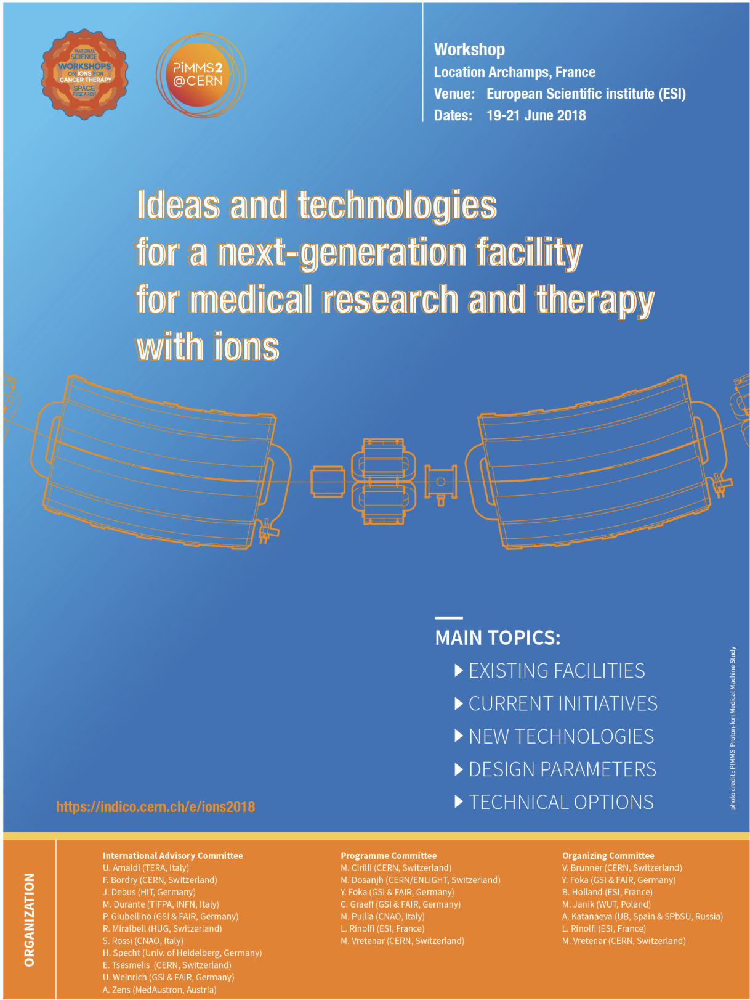 MATERIAL
SCIENCE
WORKSHOPS
ON IONS FOR
CANCER THERAPY
SPACE
RESEARCH
PiMMS2
@CERN
Workshop
Location Archamps, France
Venue: European Scientific institute (ESI)
Dates: 19-21 June 2018
Ideas and technologies
for a next-generation facility
for medical research and therapy
with ions
MAIN TOPICS:
EXISTING FACILITIES
CURRENT INITIATIVES
NEW TECHNOLOGIES
DESIGN PARAMETERS
TECHNICAL OPTIONS
photo credit : PIMMS Proton-Ion Medical Machine Study
https://indico.cern.ch/e/ions2018
ORGANIZATION
International Advisory Committee
U. Amaldi (TERA, Italy)
F. Bordry (CERN, Switzerland)
J. Debus (HIT, Germany)
M. Durante (TIFPA, INFN, Italy)
P. Giubellino (GSI & FAIR, Germany)
R. Miralbell (HUG, Switzerland)
S. Rossi (CNAO, Italy)
H. Specht (Univ. of Heidelberg, Germany)
E. Tsesmelis (CERN, Switzerland)
U. Weinrich (GSI & FAIR, Germany)
A. Zens (MedAustron, Austria)
Programme Committee
M. Cirilli (CERN, Switzerland)
M. Dosanjh (CERN/ENLIGHT, Switzerland)
Y. Foka (GSI & FAIR, Germany)
C. Graeff (GSI & FAIR, Germany)
M. Pullia (CNAO, Italy)
L. Rinolfi (ESI, France)
M. Vretenar (CERN, Switzerland)
Organizing Committee
V. Brunner (CERN, Switzerland)
Y. Foka (GSI & FAIR, Germany)
B. Holland (ESI, France)
M. Janik (WUT, Poland)
A. Katanaeva (UB, Spain & SPbSU, Russia)
L. Rinolfi (ESI, France)
M. Vretenar (CERN, Switzerland)